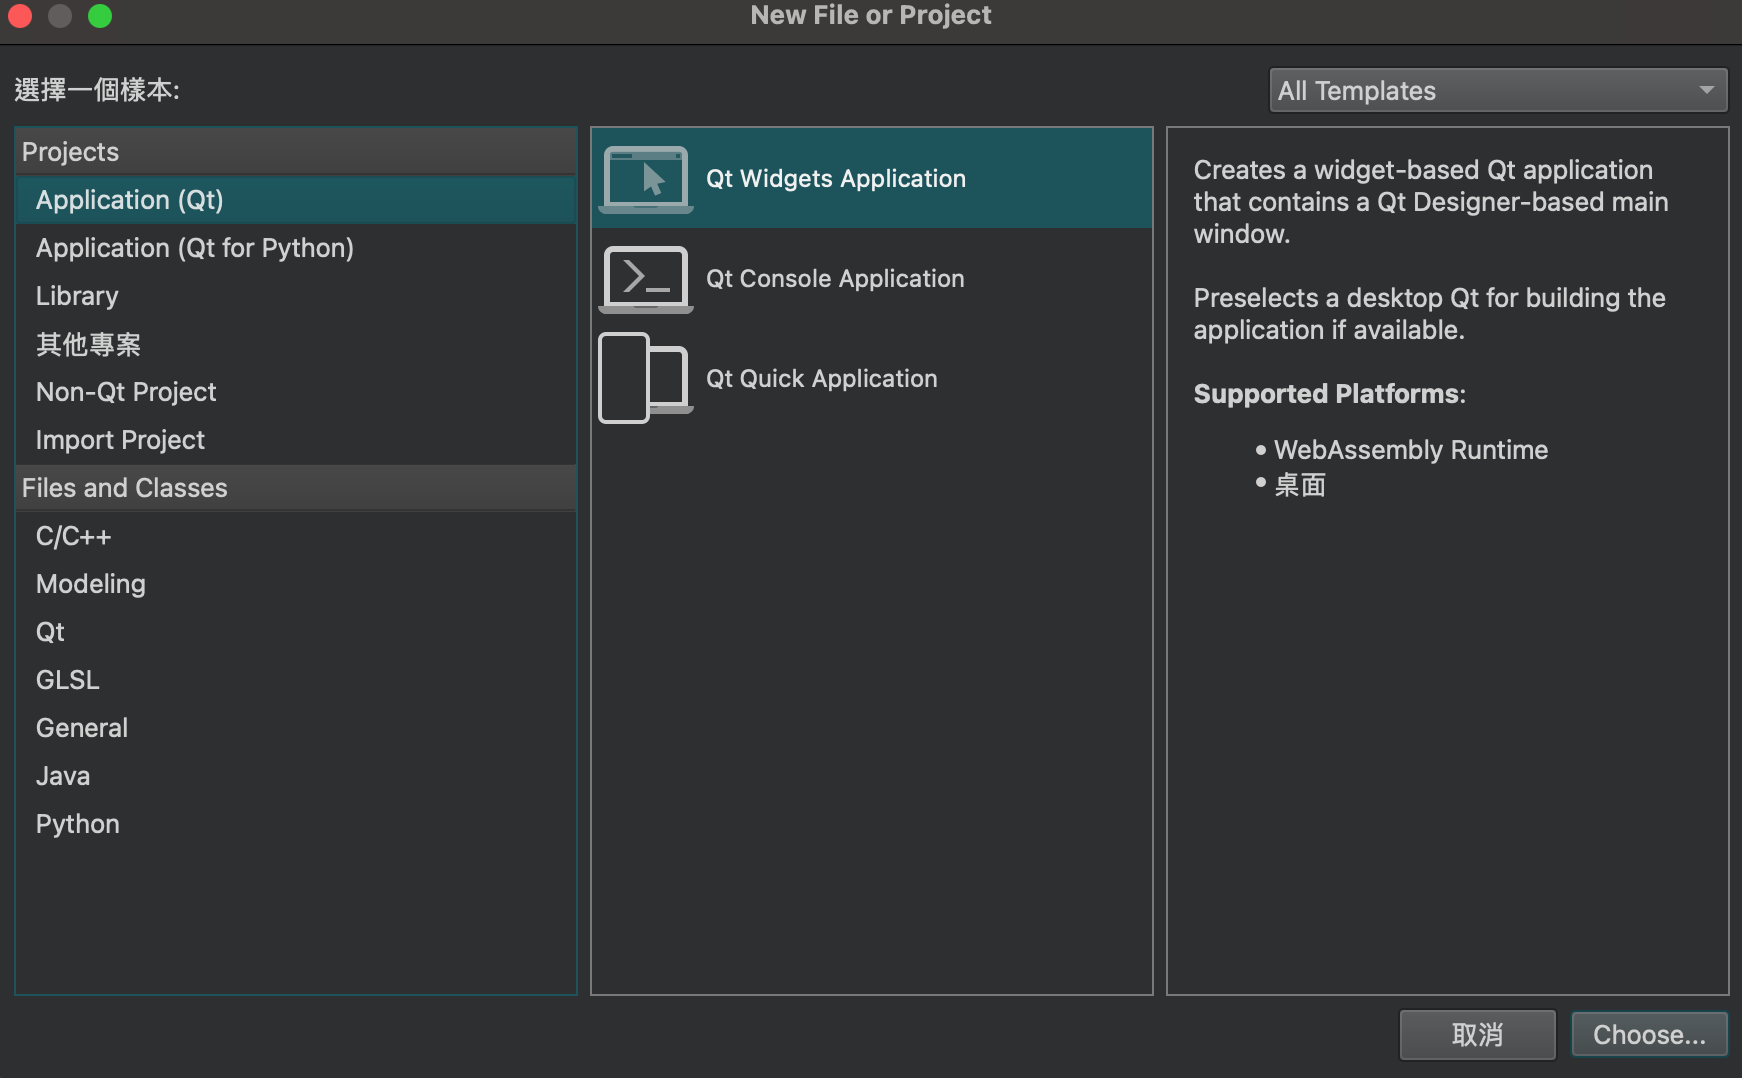 New File or Project
選擇一個樣本:
All Templates
Projects
Application (Qt)
Application (Qt for Python)
Library
其他專案
Non-Qt Project
Import Project
Files and Classes
C/C++
Modeling
Qt
GLSL
General
Java
Python
Qt Widgets Application
Qt Console Application
Qt Quick Application
Creates a widget-based Qt application
that contains a Qt Designer-based main
window.
Preselects a desktop Qt for building the
application if available.
Supported Platforms:
• WebAssembly Runtime
• 桌面
取消
Choose...